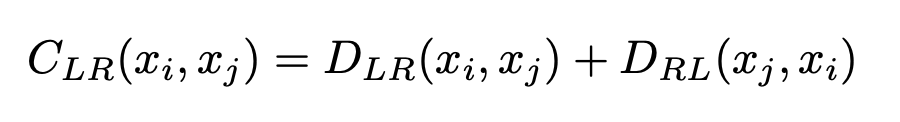 C_{LR}(x_i, x_j) = D_{LR}(x_i, x_j) + D_{RL}(x_j, x_i)